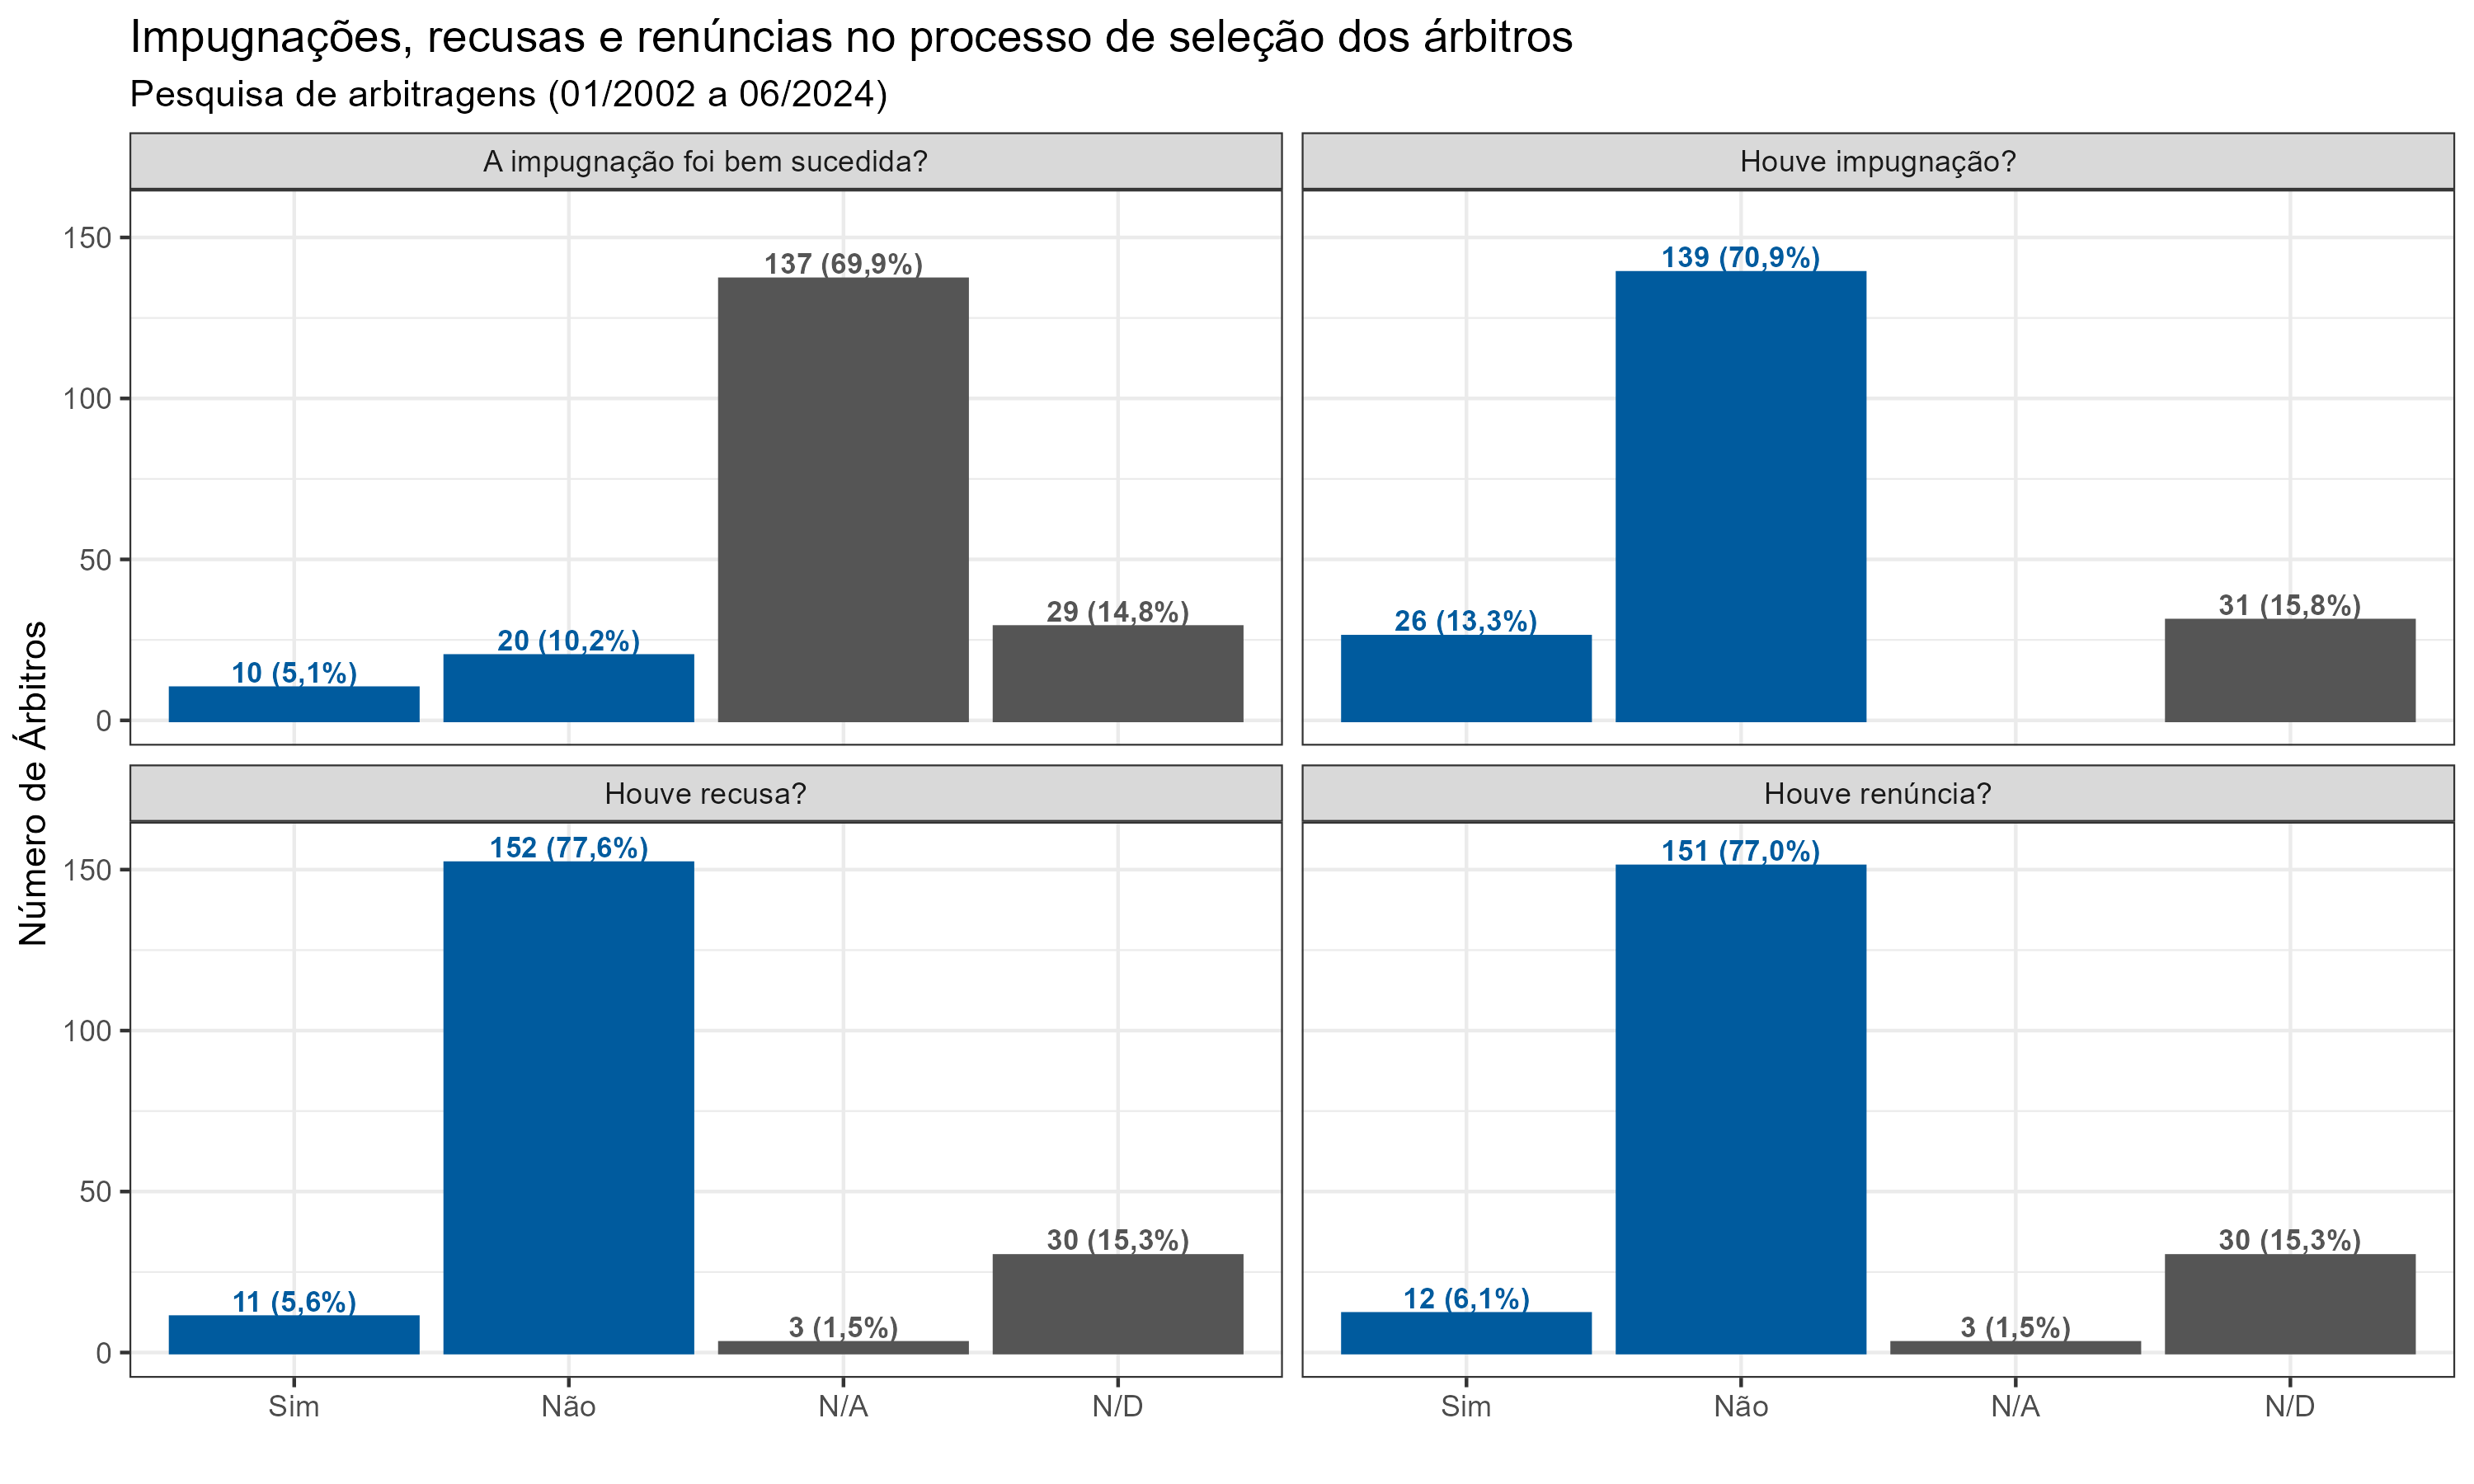 Impugnações, recusas e renúncias no processo de seleção dos árbitros
Pesquisa de arbitragens (01/2002 a 06/2024)
Número de Árbitros
A impugnação foi bem sucedida?
150
100
50
0
10 (5,1%)
20 (10,2%)
137 (69,9%)
29 (14,8%)
Houve impugnação?
26 (13,3%)
139 (70,9%)
31 (15,8%)
Houve recusa?
150
100
50
0
11 (5,6%)
152 (77,6%)
3 (1,5%)
30 (15,3%)
Sim
Não
N/A
N/D
Houve renúncia?
12 (6,1%)
151 (77,0%)
3 (1,5%)
30 (15,3%)
Sim
Não
N/A
N/D